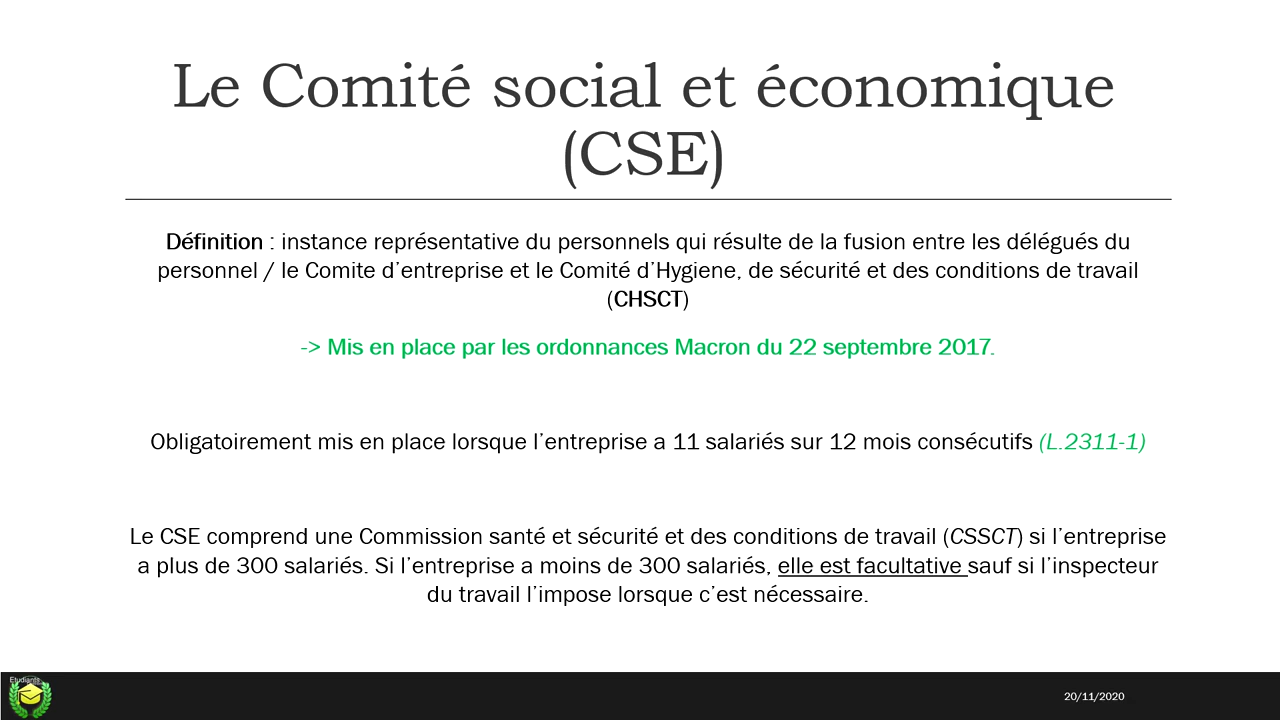 Le Comité social et économique
(CSE)
Définition : instance représentative du personnels qui résulte de la fusion entre les délégués du
personnel / le Comite d’entreprise et le Comité d’Hygiene, de sécurité et des conditions de travail
(CHSCT)
-> Mis en place par les ordonnances Macron du 22 septembre 2017.
Obligatoirement mis en place lorsque l’entreprise a 11 salariés sur 12 mois consécutifs (L.2311-1)
Le CSE comprend une Commission santé et sécurité et des conditions de travail (CSSCT) si l’entreprise
a plus de 300 salariés. Si l’entreprise a moins de 300 salariés, elle est facultative sauf si l’inspecteur
du travail l’impose lorsque c’est nécessaire.
Etudiants
20/11/2020